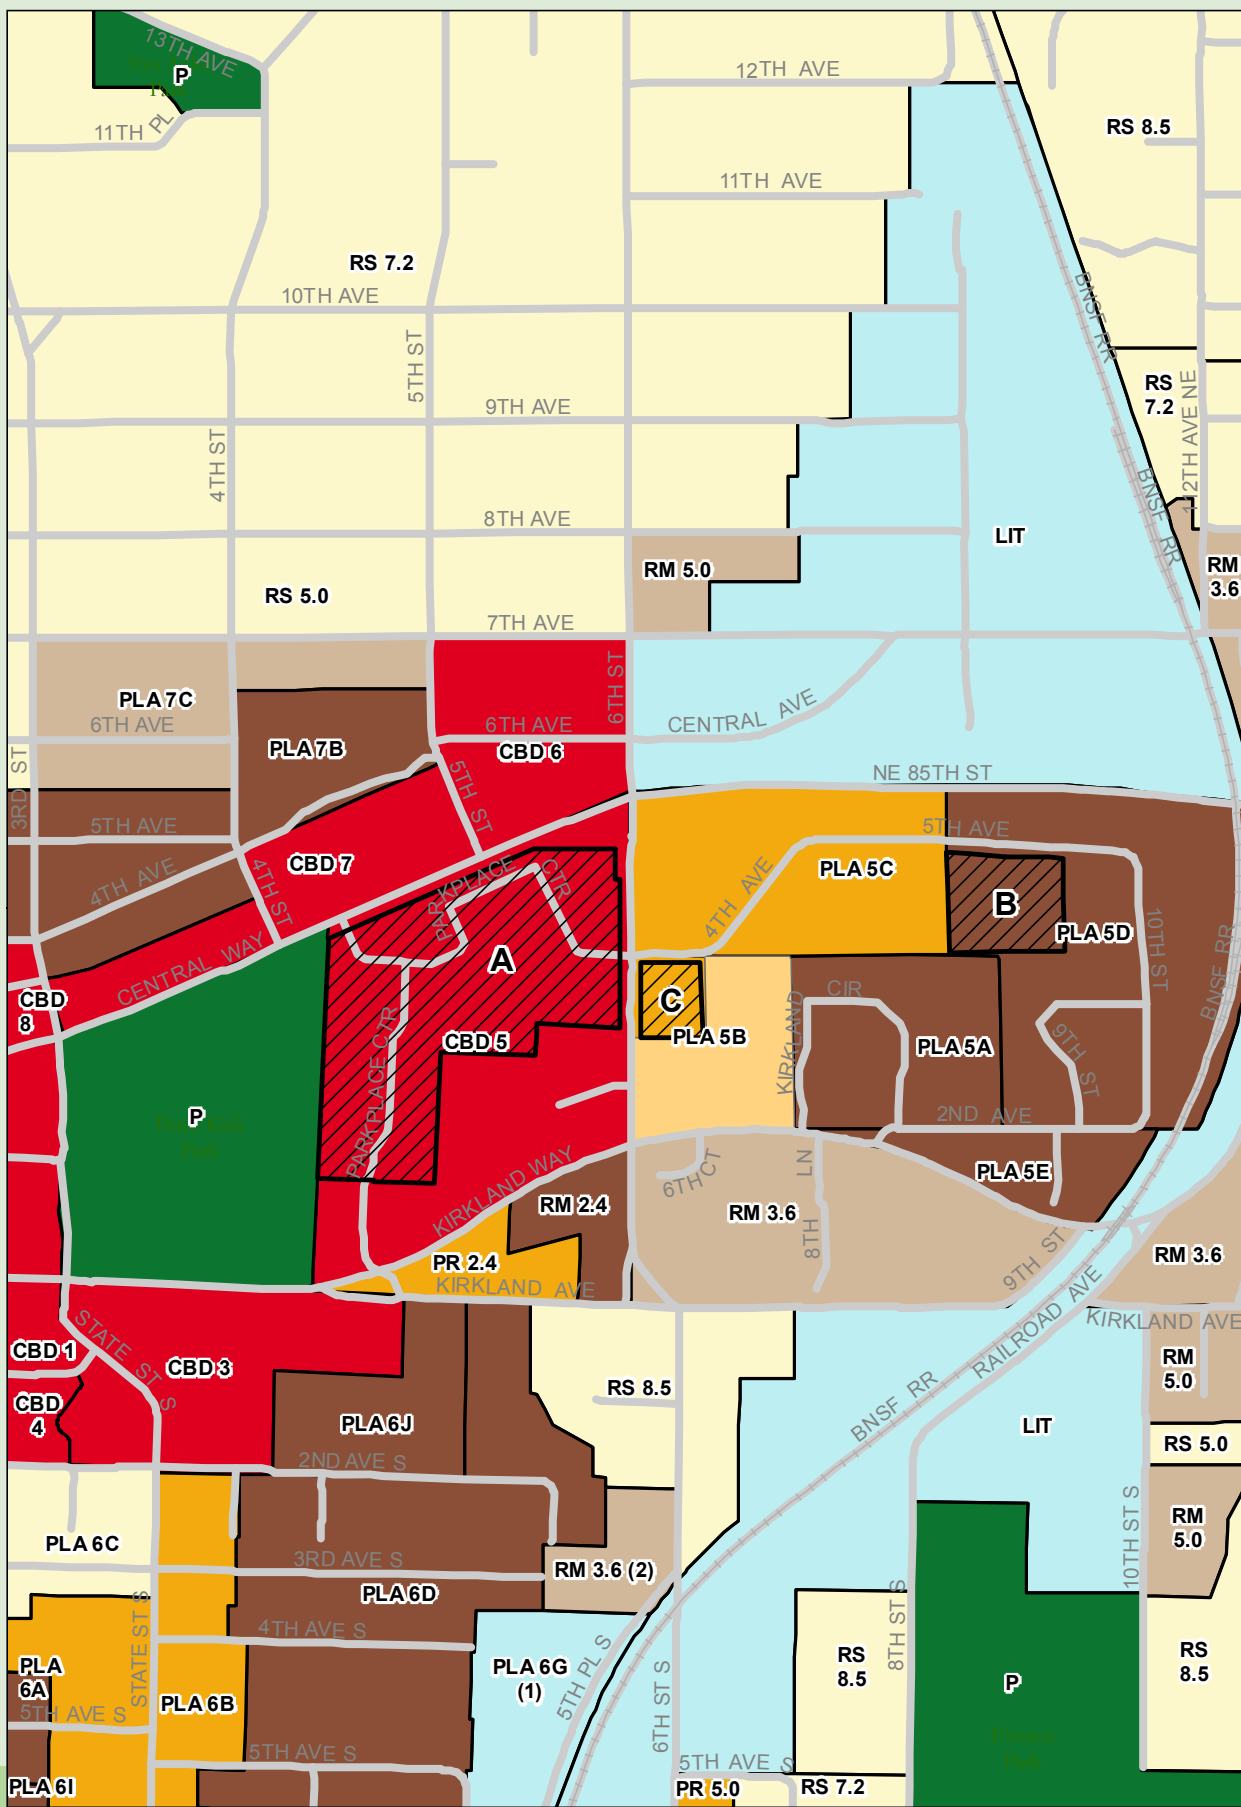 13TH AVE
P
11TH PL
12TH AVE
RS 8.5
11TH AVE
RS 7.2
10TH AVE
BNSF RR
5TH ST
RS
7.2
112TH AVE NE
9TH AVE
4TH ST
BNSF RR
8TH AVE
LIT
RM 5.0
RM
3.6
RS 5.0
7TH AVE
6TH ST
PLA 7C
6TH AVE
PLA 7B
6TH AVE
CBD 6
CENTRAL AVE
3RD ST
5TH ST
NE 85TH ST
5TH AVE
5TH AVE
CBD 7
PARKPLACE CTR
PLA 5C
4TH AVE
4TH ST
4TH AVE
B
PLA 5D
10TH ST
CENTRAL WAY
A
BNSF RR
CBD
8
C
CIR
KIRKLAND
PLA 5B
PARKPLACE CTR
CBD 5
PLA 5A
9TH ST
P
2ND AVE
KIRKLAND WAY
6TH CT
8TH LN
PLA 5E
RM 2.4
RM 3.6
PR 2.4
9TH ST
RM 3.6
KIRKLAND AVE
RAILROAD AVE
KIRKLAND AVE
STATE ST S
CBD 1
CBD 3
RM
5.0
CBD
4
RS 8.5
BNSF RR
PLA 6J
LIT
RS 5.0
2ND AVE S
10TH ST S
RM
5.0
PLA 6C
3RD AVE S
RM 3.6 (2)
PLA 6D
STATE ST S
8TH ST S
4TH AVE S
PLA
6A
PLA 6G
(1)
5TH PL S
6TH ST S
RS
8.5
P
RS
8.5
PLA 6B
5TH AVE S
5TH AVE S
5TH AVE S
PLA 6I
PR 5.0
RS 7.2